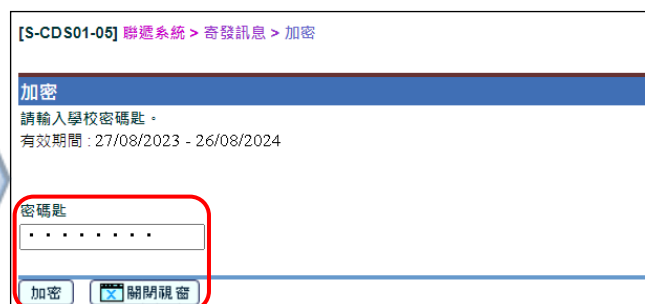 [S-CDS01-05] 聯遞系統 > 寄發訊息 > 加密
加密
請輸入學校密碼匙。
有效期間 : 27/08/2023 - 26/08/2024
密碼匙
········
加密 關閉視窗